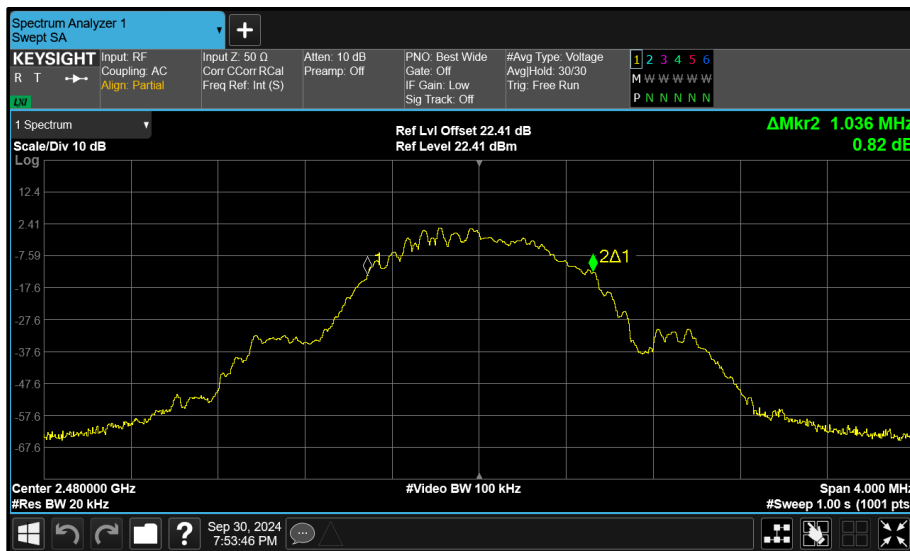 Spectrum Analyzer 1
Swept SA
KEYSIGHT
R T
LXI
Input: RF
Coupling: AC
Align: Partial
Input Z: 50 Ω
Corr CCorr RCal
Freq Ref: Int (S)
Atten: 10 dB
Preamp: Off
PNO: Best Wide
Gate: Off
IF Gain: Low
Sig Track: Off
#Avg Type: Voltage
Avg|Hold: 30/30
Trig: Free Run
1 2 3 4 5 6
M W W W W W
P N N N N N
1 Spectrum
Scale/Div 10 dB
Log
Ref Lvl Offset 22.41 dB
Ref Level 22.41 dBm
ΔMkr2 1.036 MHz
0.82 dB
12.4
2.41
-7.59
-17.6
-27.6
-37.6
-47.6
-57.6
-67.6
1
2Δ1
Center 2.480000 GHz
#Res BW 20 kHz
#Video BW 100 kHz
Span 4.000 MHz
#Sweep 1.00 s (1001 pts
Sep 30, 2024
7:53:46 PM